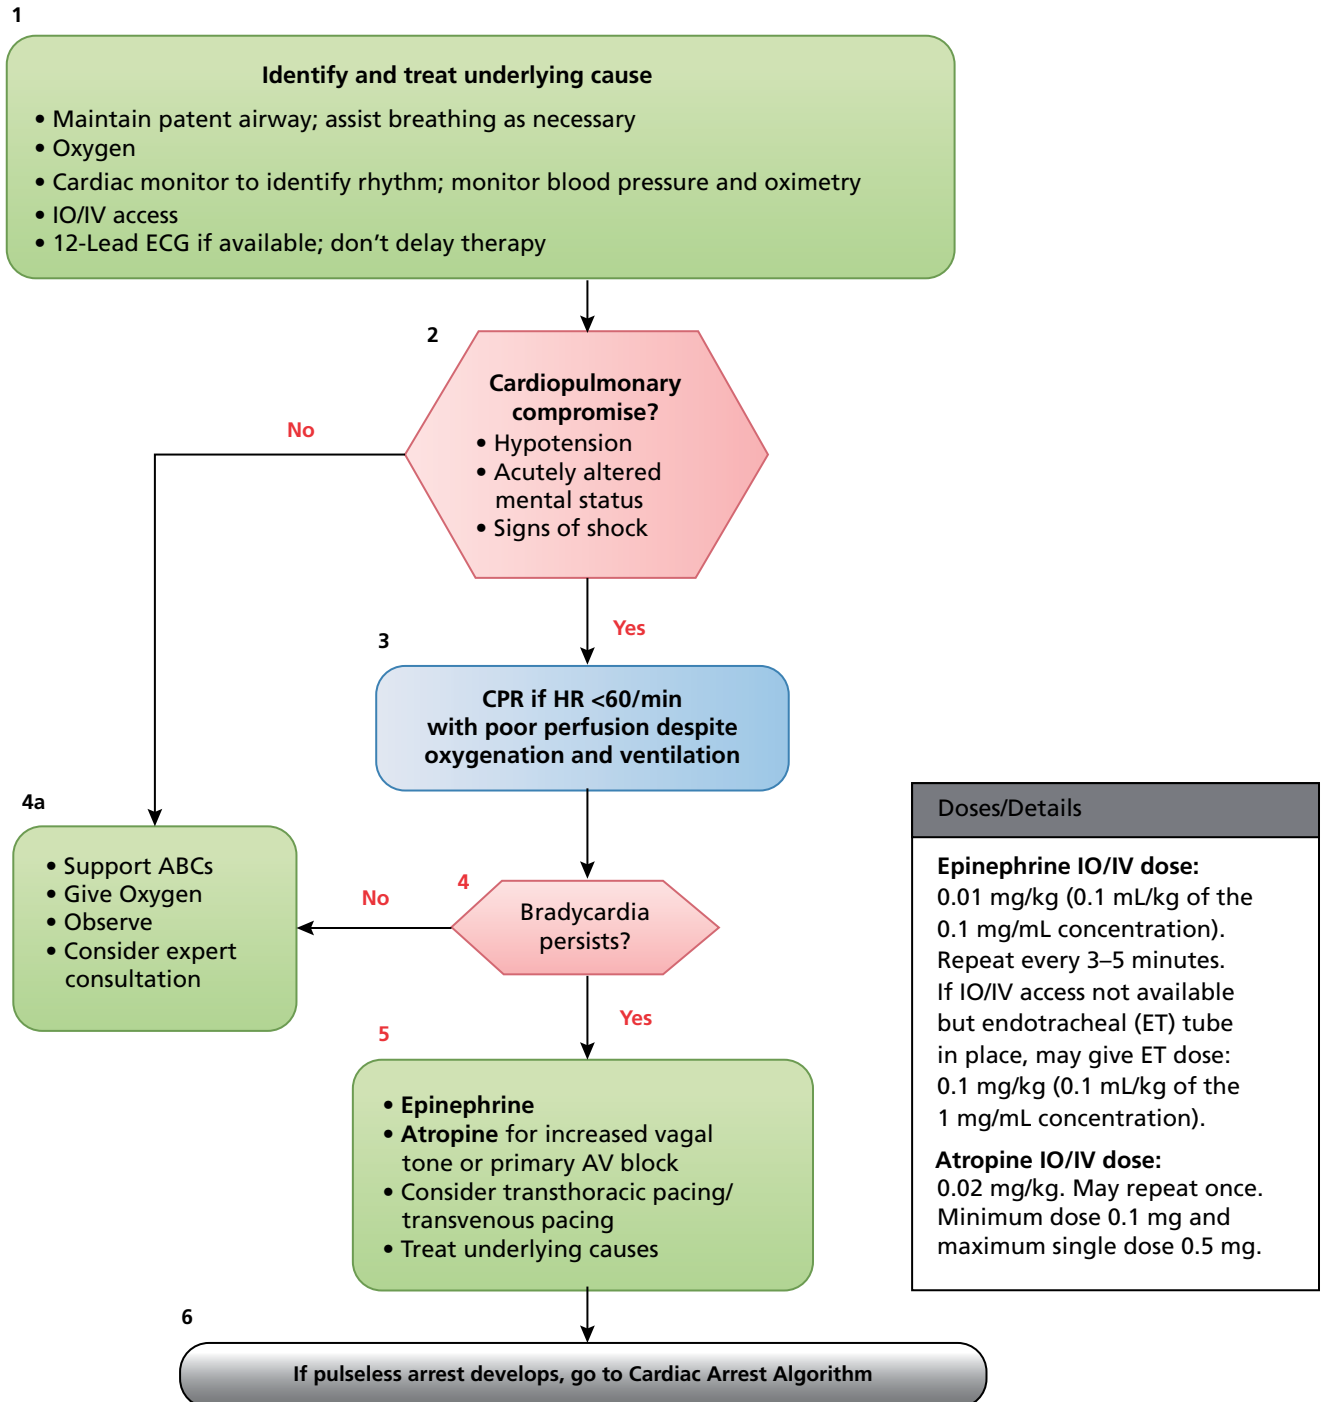 1
Identify and treat underlying cause
• Maintain patent airway; assist breathing as necessary
• Oxygen
• Cardiac monitor to identify rhythm; monitor blood pressure and oximetry
• IO/IV access
• 12-Lead ECG if available; don’t delay therapy
2
Cardiopulmonary
compromise?
• Hypotension
• Acutely altered
mental status
• Signs of shock
No
Yes
3
CPR if HR <60/min
with poor perfusion despite
oxygenation and ventilation
4a
• Support ABCs
• Give Oxygen
• Observe
• Consider expert
consultation
No
4
Bradycardia
persists?
Yes
5
• Epinephrine
• Atropine for increased vagal
tone or primary AV block
• Consider transthoracic pacing/
transvenous pacing
• Treat underlying causes
6
If pulseless arrest develops, go to Cardiac Arrest Algorithm
Doses/Details
Epinephrine IO/IV dose:
0.01 mg/kg (0.1 mL/kg of the
0.1 mg/mL concentration).
Repeat every 3–5 minutes.
If IO/IV access not available
but endotracheal (ET) tube
in place, may give ET dose:
0.1 mg/kg (0.1 mL/kg of the
1 mg/mL concentration).
Atropine IO/IV dose:
0.02 mg/kg. May repeat once.
Minimum dose 0.1 mg and
maximum single dose 0.5 mg.